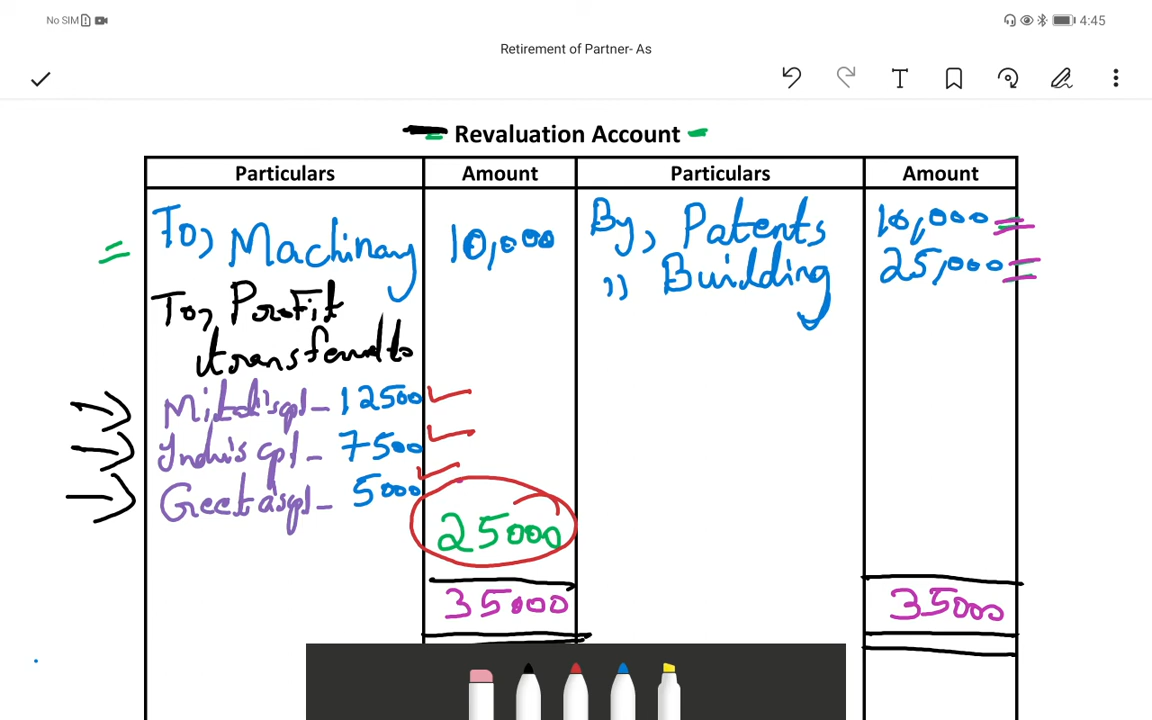 No SIM 4:45
Retirement of Partner- As
Revaluation Account
Particulars Amount Particulars Amount
To, Machinary 10,000 By, Patents 10,000
" Building 25,000
To, Profit
transferred to
12500
Indu's cpl - 7500
Geeta's cpl - 5000
25000
35000 35000